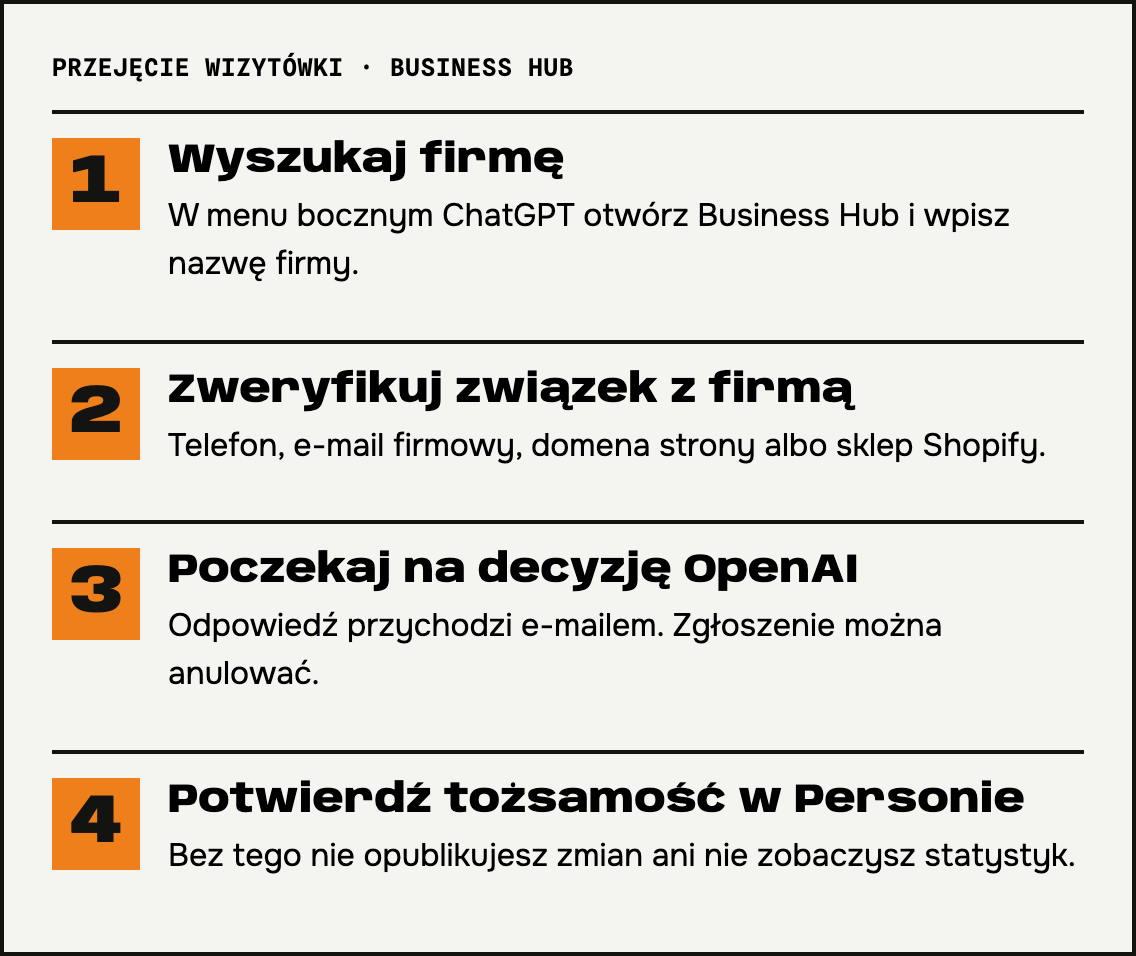 PRZEJĘCIE WIZYTÓWKI · BUSINESS HUB
1
Wyszukaj firmę
W menu bocznym ChatGPT otwórz Business Hub i wpisz
nazwę firmy.
2
Zweryfikuj związek z firmą
Telefon, e-mail firmowy, domena strony albo sklep Shopify.
3
Poczekaj na decyzję OpenAI
Odpowiedź przychodzi e-mailem. Zgłoszenie można
anulować.
4
Potwierdź tożsamość w Personie
Bez tego nie opublikujesz zmian ani nie zobaczysz statystyk.